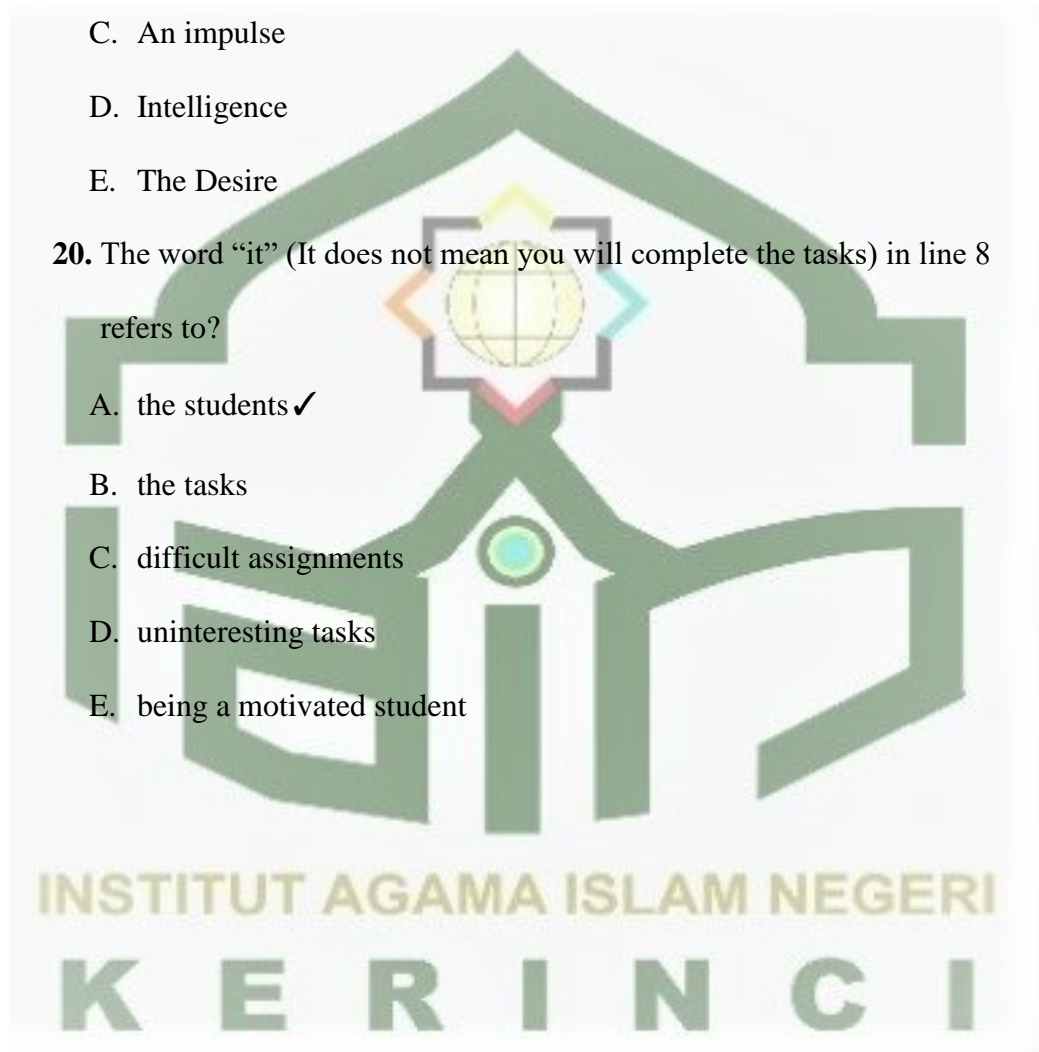 C. An impulse
D. Intelligence
E. The Desire
20. The word “it” (It does not mean you will complete the tasks) in line 8
refers to?
A. the students✓
B. the tasks
C. difficult assignments
D. uninteresting tasks
E. being a motivated student
INSTITUT AGAMA ISLAM NEGERI
K E R I N C I